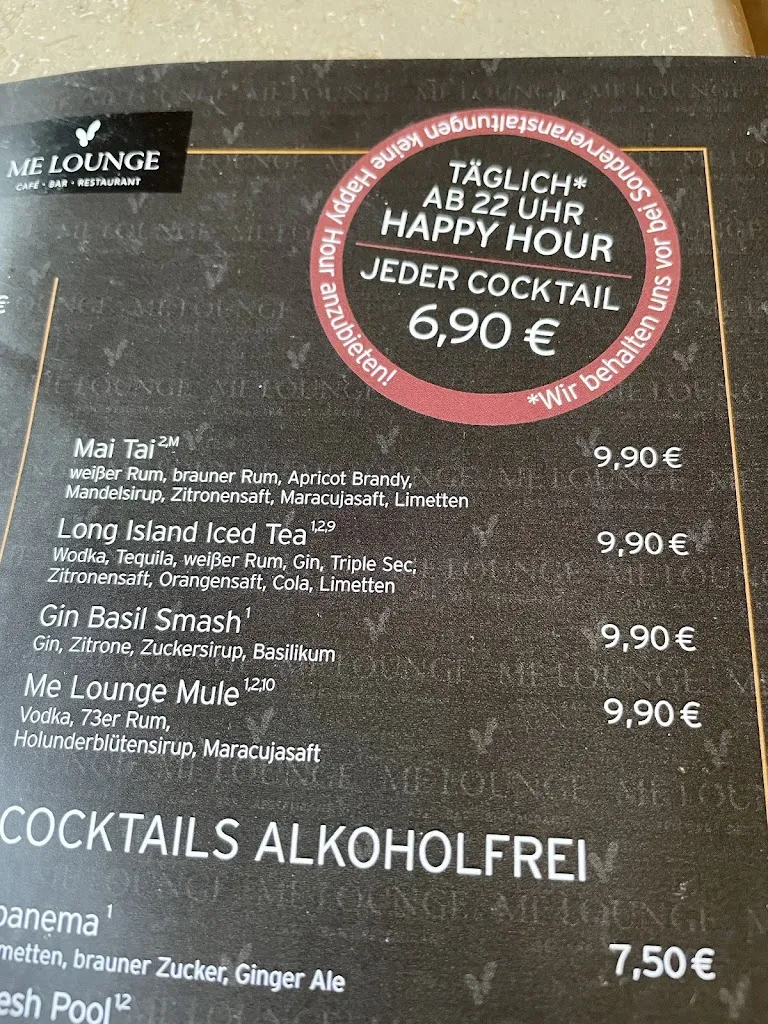 ME LOUNGE
CAFÉ • BAR • RESTAURANT
TÄGLICH*
AB 22 UHR
HAPPY HOUR
JEDER COCKTAIL
6,90 €
*Wir behalten uns vor bei Sonderveranstaltungen keine Happy Hour anzubieten!
€
Mai Tai 2,M 9,90 €
weißer Rum, brauner Rum, Apricot Brandy,
Mandelsirup, Zitronensaft, Maracujasaft, Limetten
Long Island Iced Tea 1,2,9 9,90 €
Wodka, Tequila, weißer Rum, Gin, Triple Sec,
Zitronensaft, Orangensaft, Cola, Limetten
Gin Basil Smash 1 9,90 €
Gin, Zitrone, Zuckersirup, Basilikum
Me Lounge Mule 1,2,10 9,90 €
Vodka, 73er Rum,
Holunderblütensirup, Maracujasaft
COCKTAILS ALKOHOLFREI
panema 1
metten, brauner Zucker, Ginger Ale 7,50 €
esh Pool 1,2